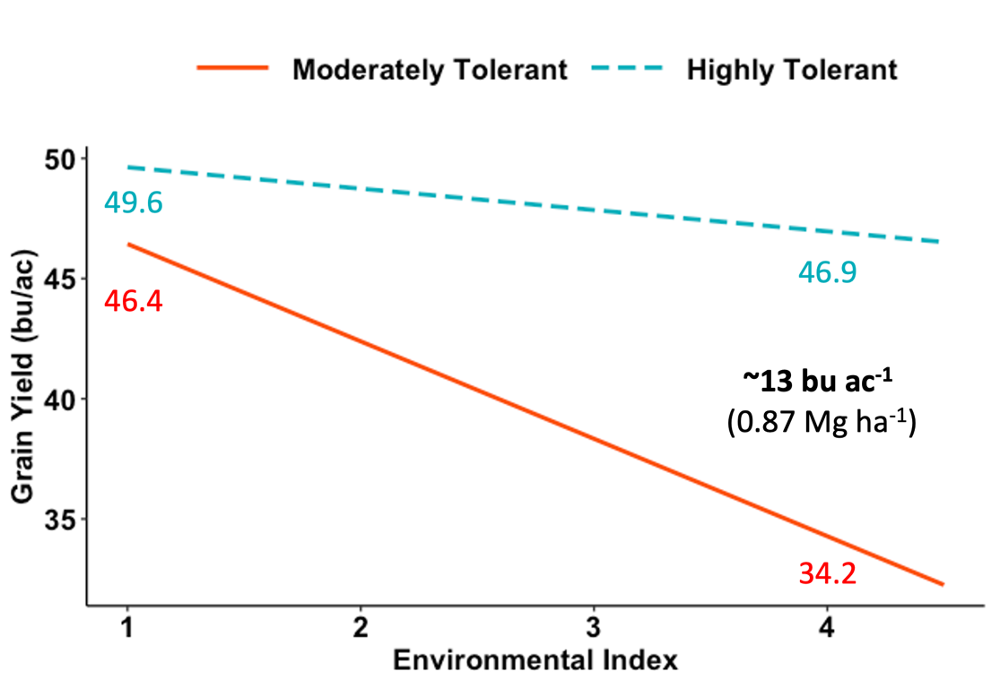 Moderately Tolerant Highly Tolerant
50
49.6
46.4
45
46.9
40
~13 bu ac-1
(0.87 Mg ha-1)
35
34.2
Grain Yield (bu/ac)
1 2 3 4
Environmental Index